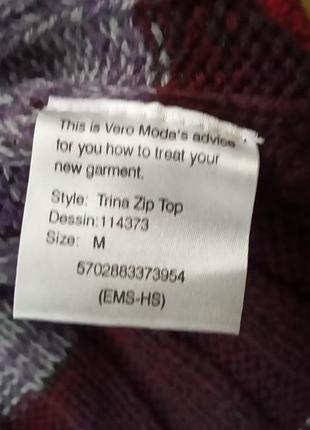 This is Vero Moda's advice
for you how to treat your
new garment.
Style: Trina Zip Top
Dessin:114373
Size: M
5702883373954
(EMS-HS)